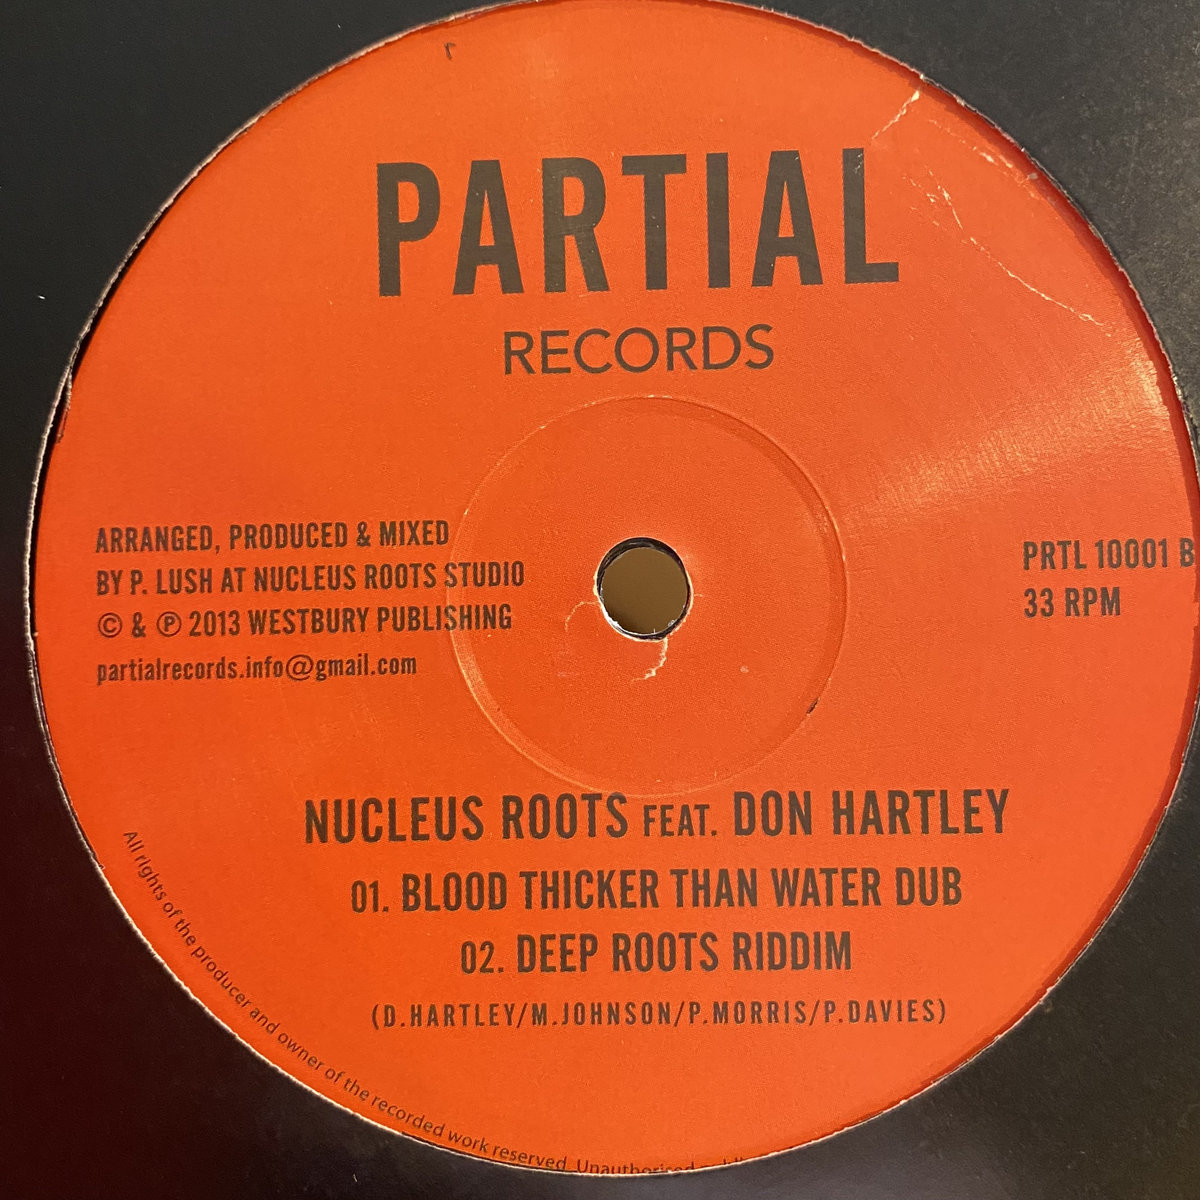 PARTIAL
RECORDS
ARRANGED, PRODUCED & MIXED
BY P. LUSH AT NUCLEUS ROOTS STUDIO
© & ℗ 2013 WESTBURY PUBLISHING
partialrecords.info@gmail.com
PRTL 10001 B
33 RPM
NUCLEUS ROOTS FEAT. DON HARTLEY
01. BLOOD THICKER THAN WATER DUB
02. DEEP ROOTS RIDDIM
(D.HARTLEY/M.JOHNSON/P.MORRIS/P.DAVIES)
All rights of the producer and owner of the recorded work reserved. Unauthorised